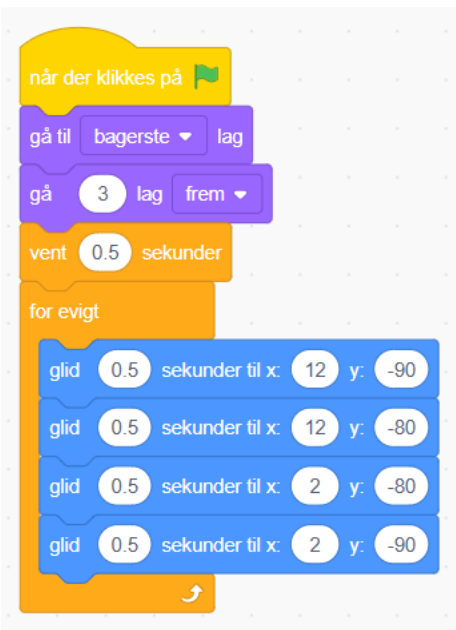 når der klikkes på
gå til bagerste lag
gå 3 lag frem
vent 0.5 sekunder
for evigt
glid 0.5 sekunder til x: 12 y: -90
glid 0.5 sekunder til x: 12 y: -80
glid 0.5 sekunder til x: 2 y: -80
glid 0.5 sekunder til x: 2 y: -90